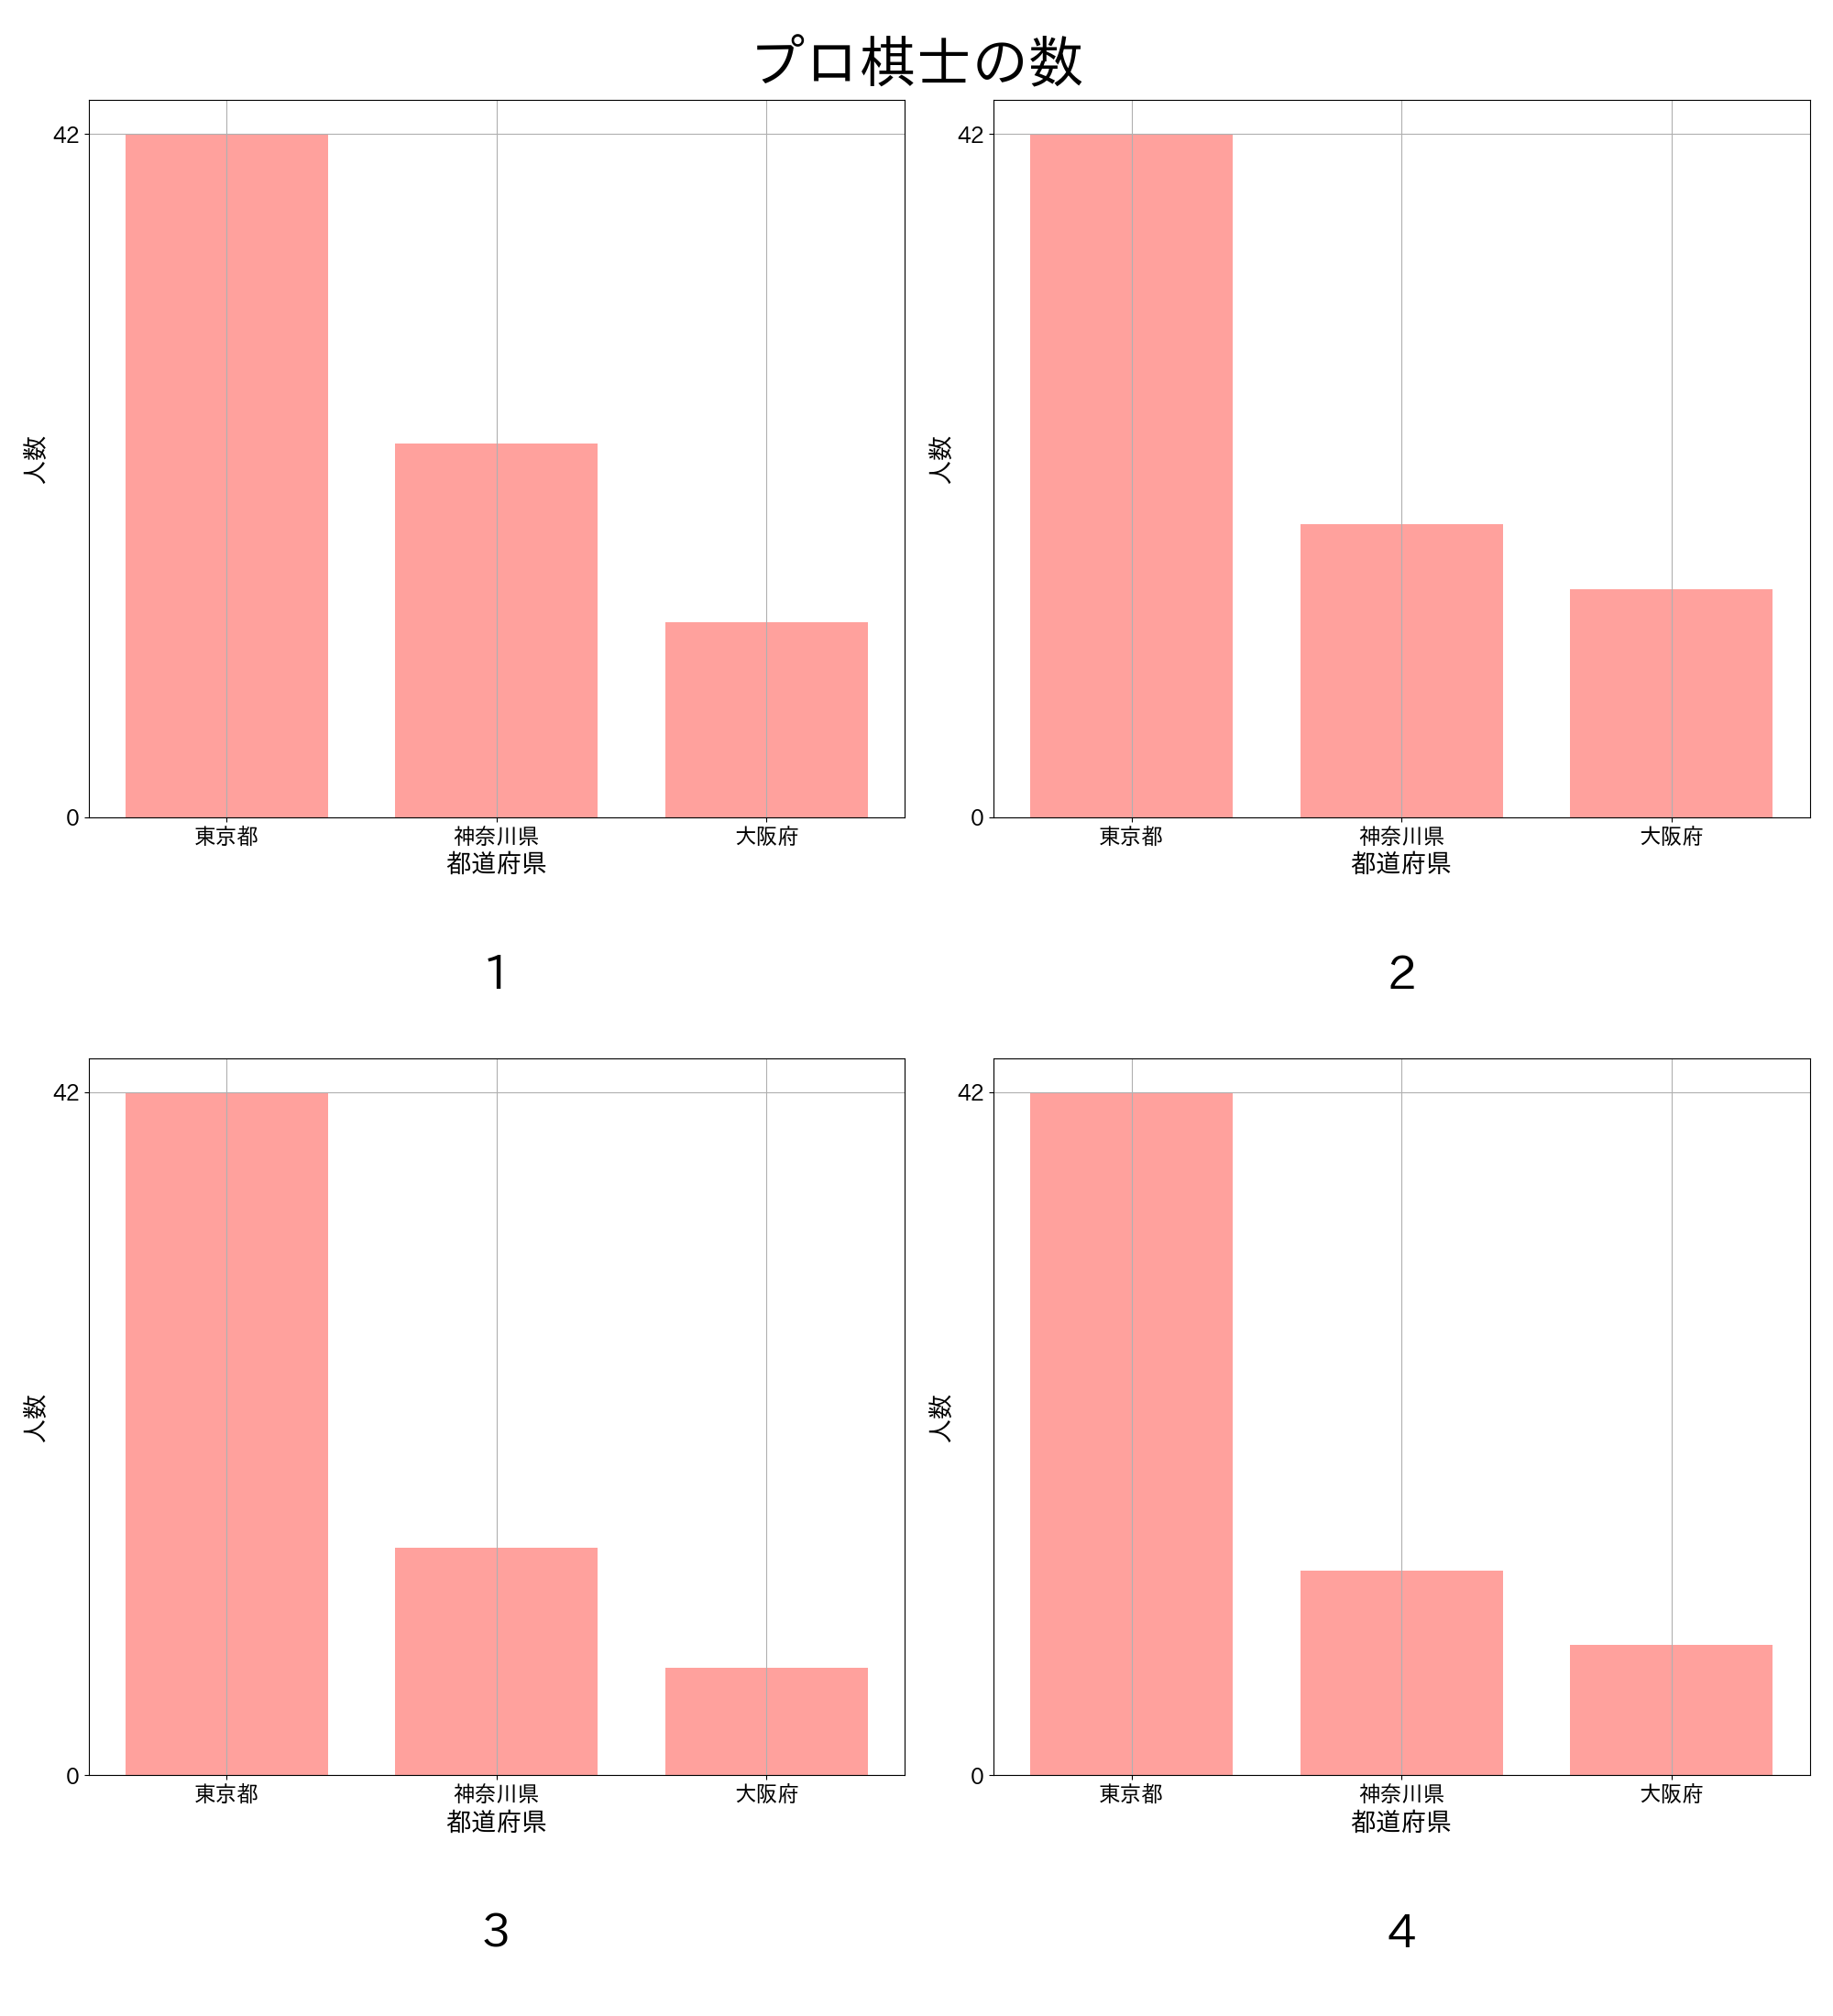 プロ棋士の数
42
0
人数
東京都 神奈川県 大阪府
都道府県
1
42
0
人数
東京都 神奈川県 大阪府
都道府県
2
42
0
人数
東京都 神奈川県 大阪府
都道府県
3
42
0
人数
東京都 神奈川県 大阪府
都道府県
4